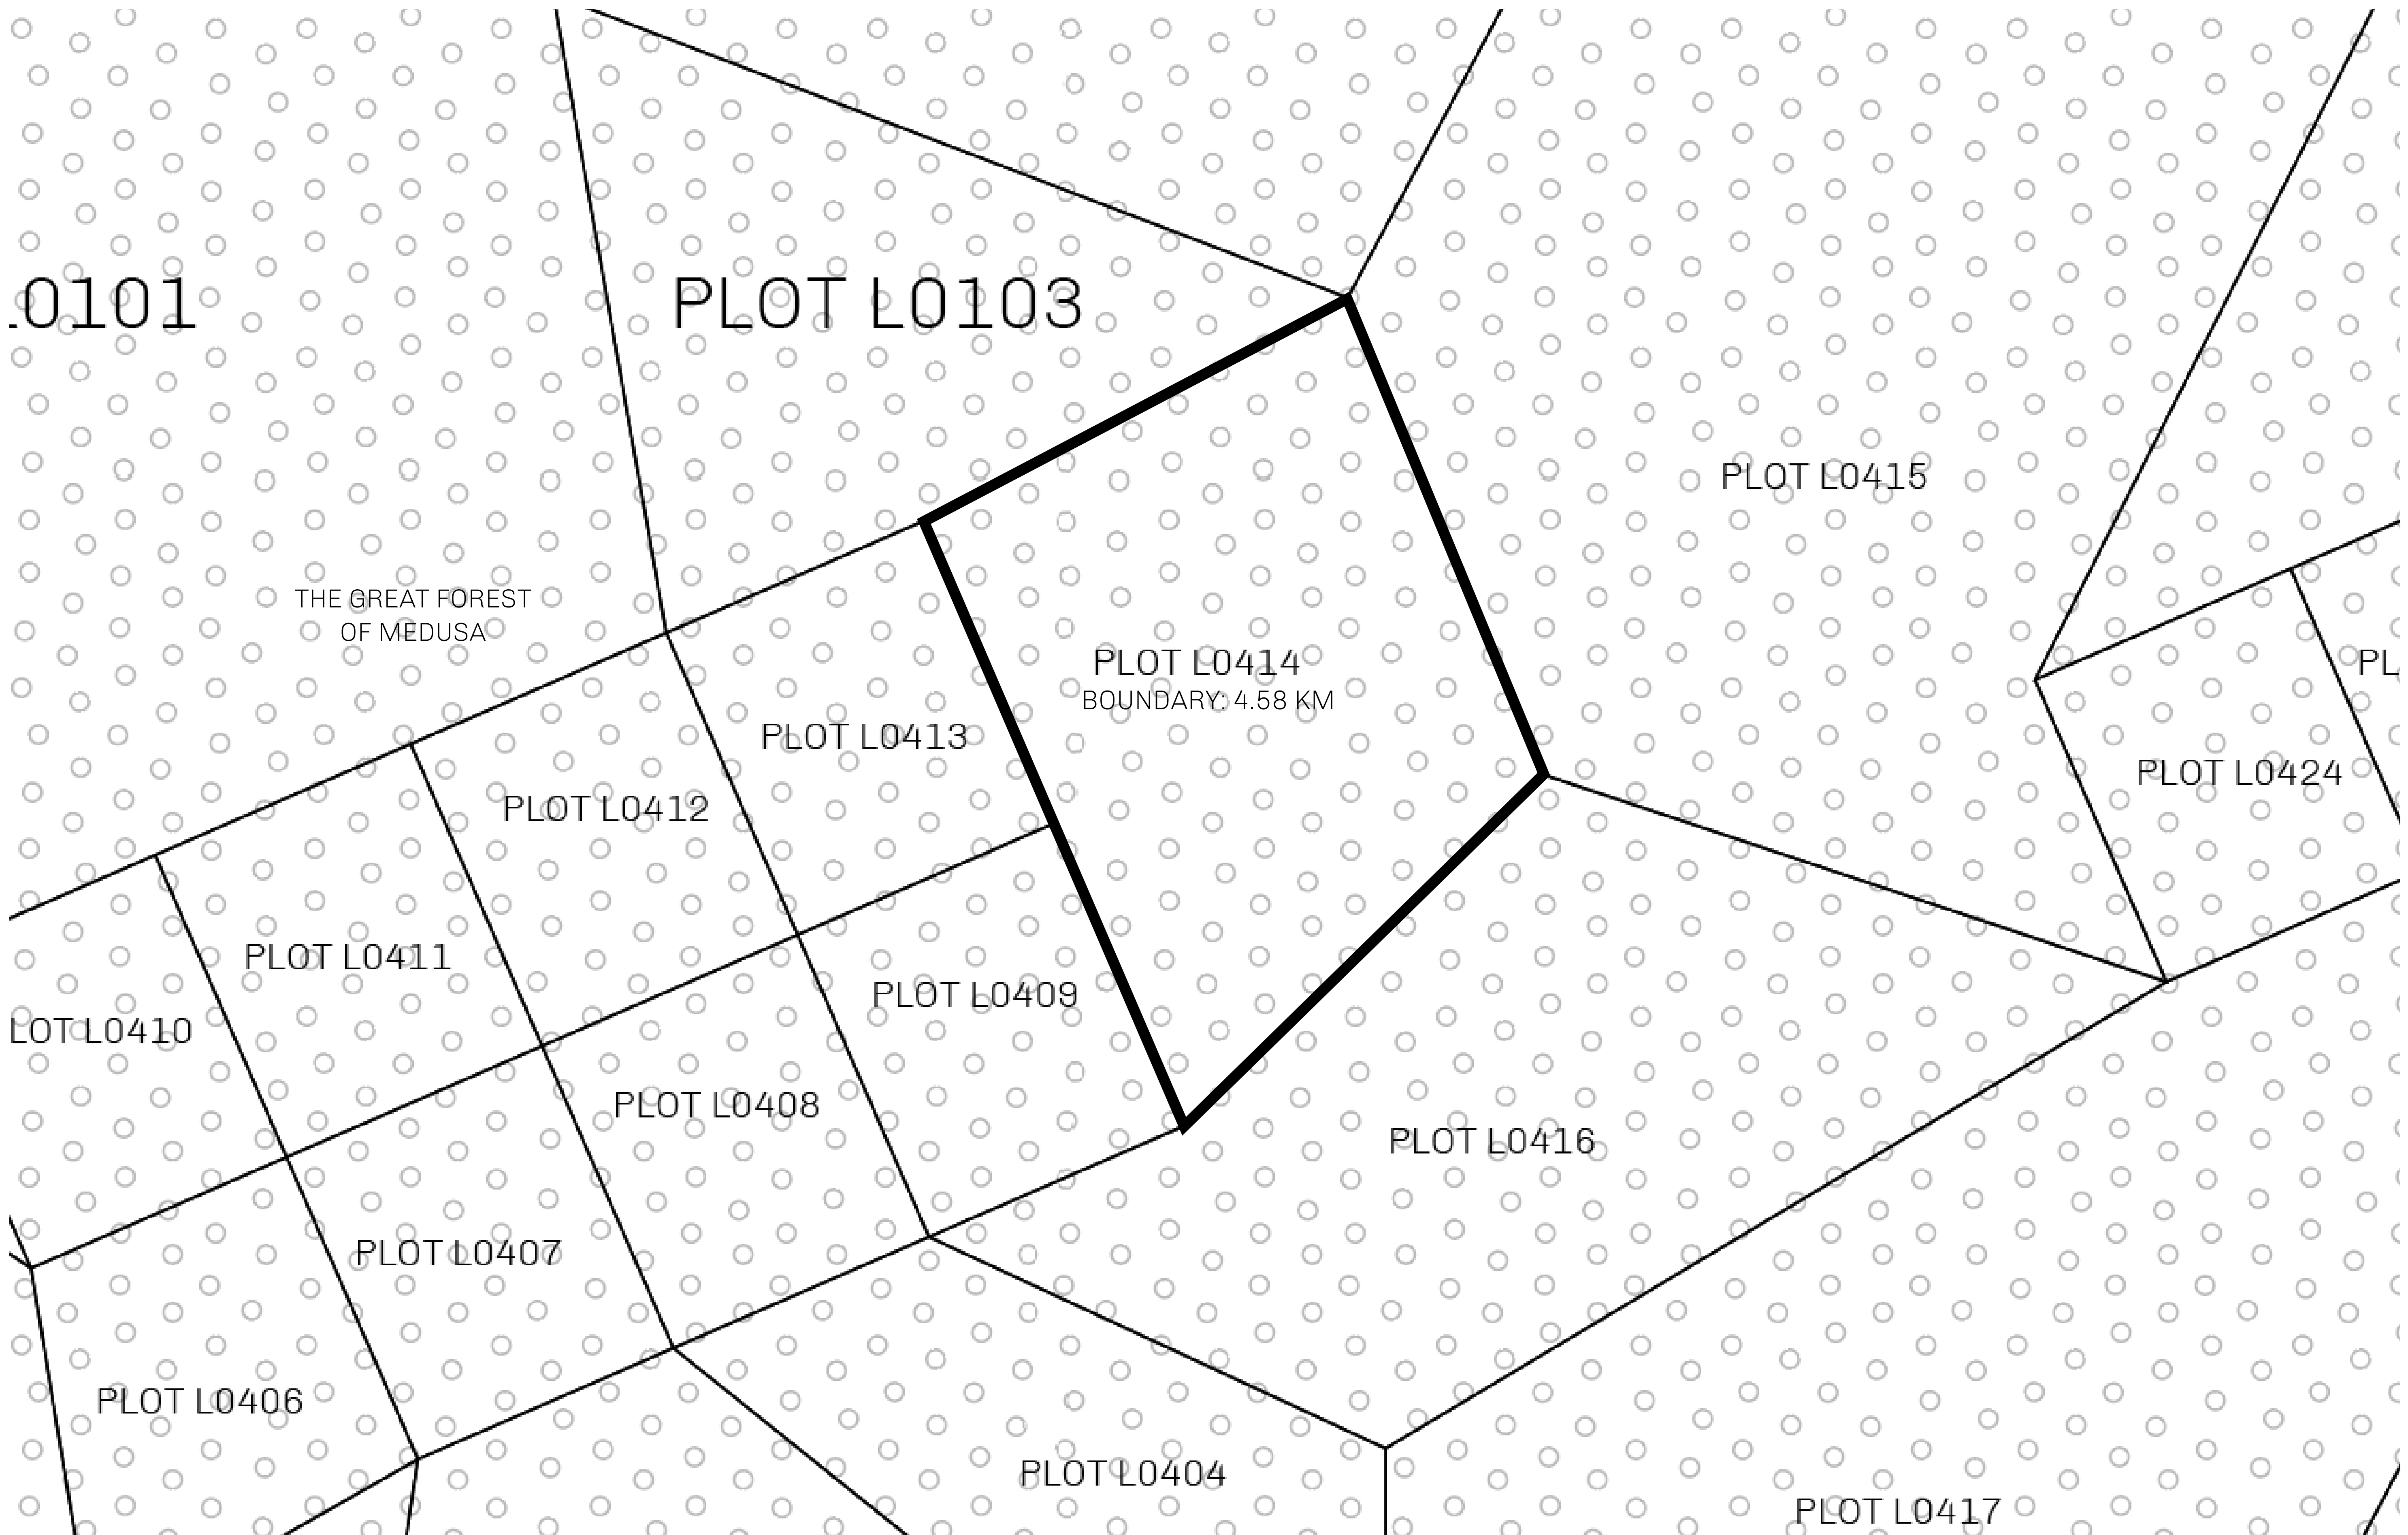 .0101
PLOT L0103
PLOT L0415
THE GREAT FOREST
OF MEDUSA
PLOT L0414
BOUNDARY: 4.58 KM
PL
PLOT L0413
PLOT L0424
PLOT L0412
PLOT L0411
PLOT L0409
LOT L0410
PLOT L0408
PLOT L0416
PLOT L0407
PLOT L0406
PLOT L0404
PLOT L0417